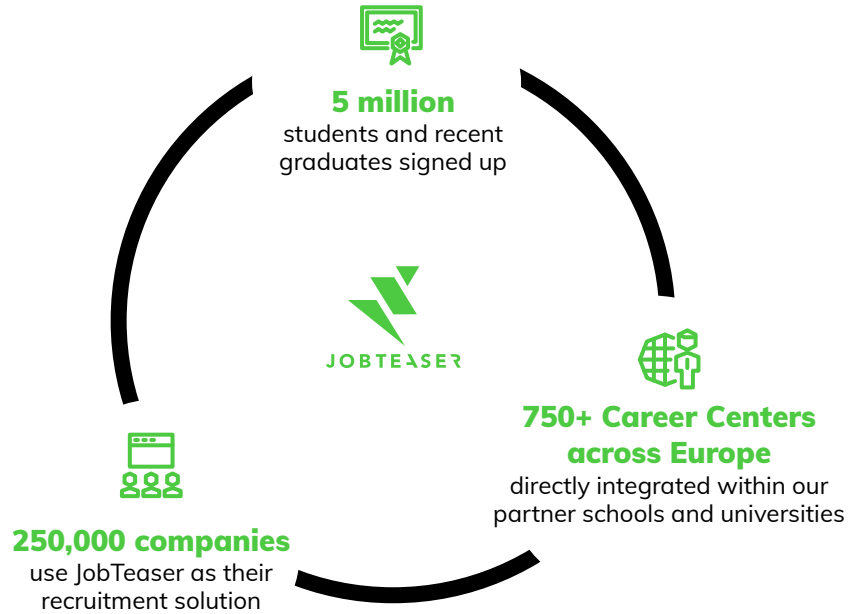 5 million
students and recent
graduates signed up
JOBTEASER
750+ Career Centers
across Europe
directly integrated within our
partner schools and universities
250,000 companies
use JobTeaser as their
recruitment solution